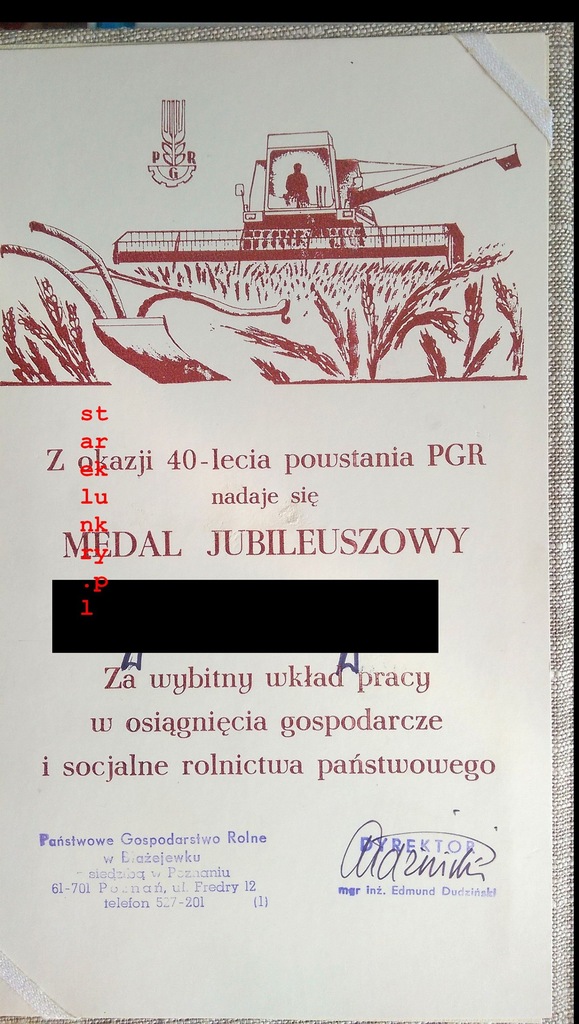 P R
G
st
ar
ek
lu
nk
ry
.p
l
Z okazji 40-lecia powstania PGR
nadaje się
MEDAL JUBILEUSZOWY
Za wybitny wkład pracy
w osiągnięcia gospodarcze
i socjalne rolnictwa państwowego
Państwowe Gospodarstwo Rolne
w Błażejewku
siedzibą w Poznaniu
61-701 Poznań, ul. Fredry 12
telefon 527-201 (1)
DYREKTOR
mgr inż. Edmund Dudziński